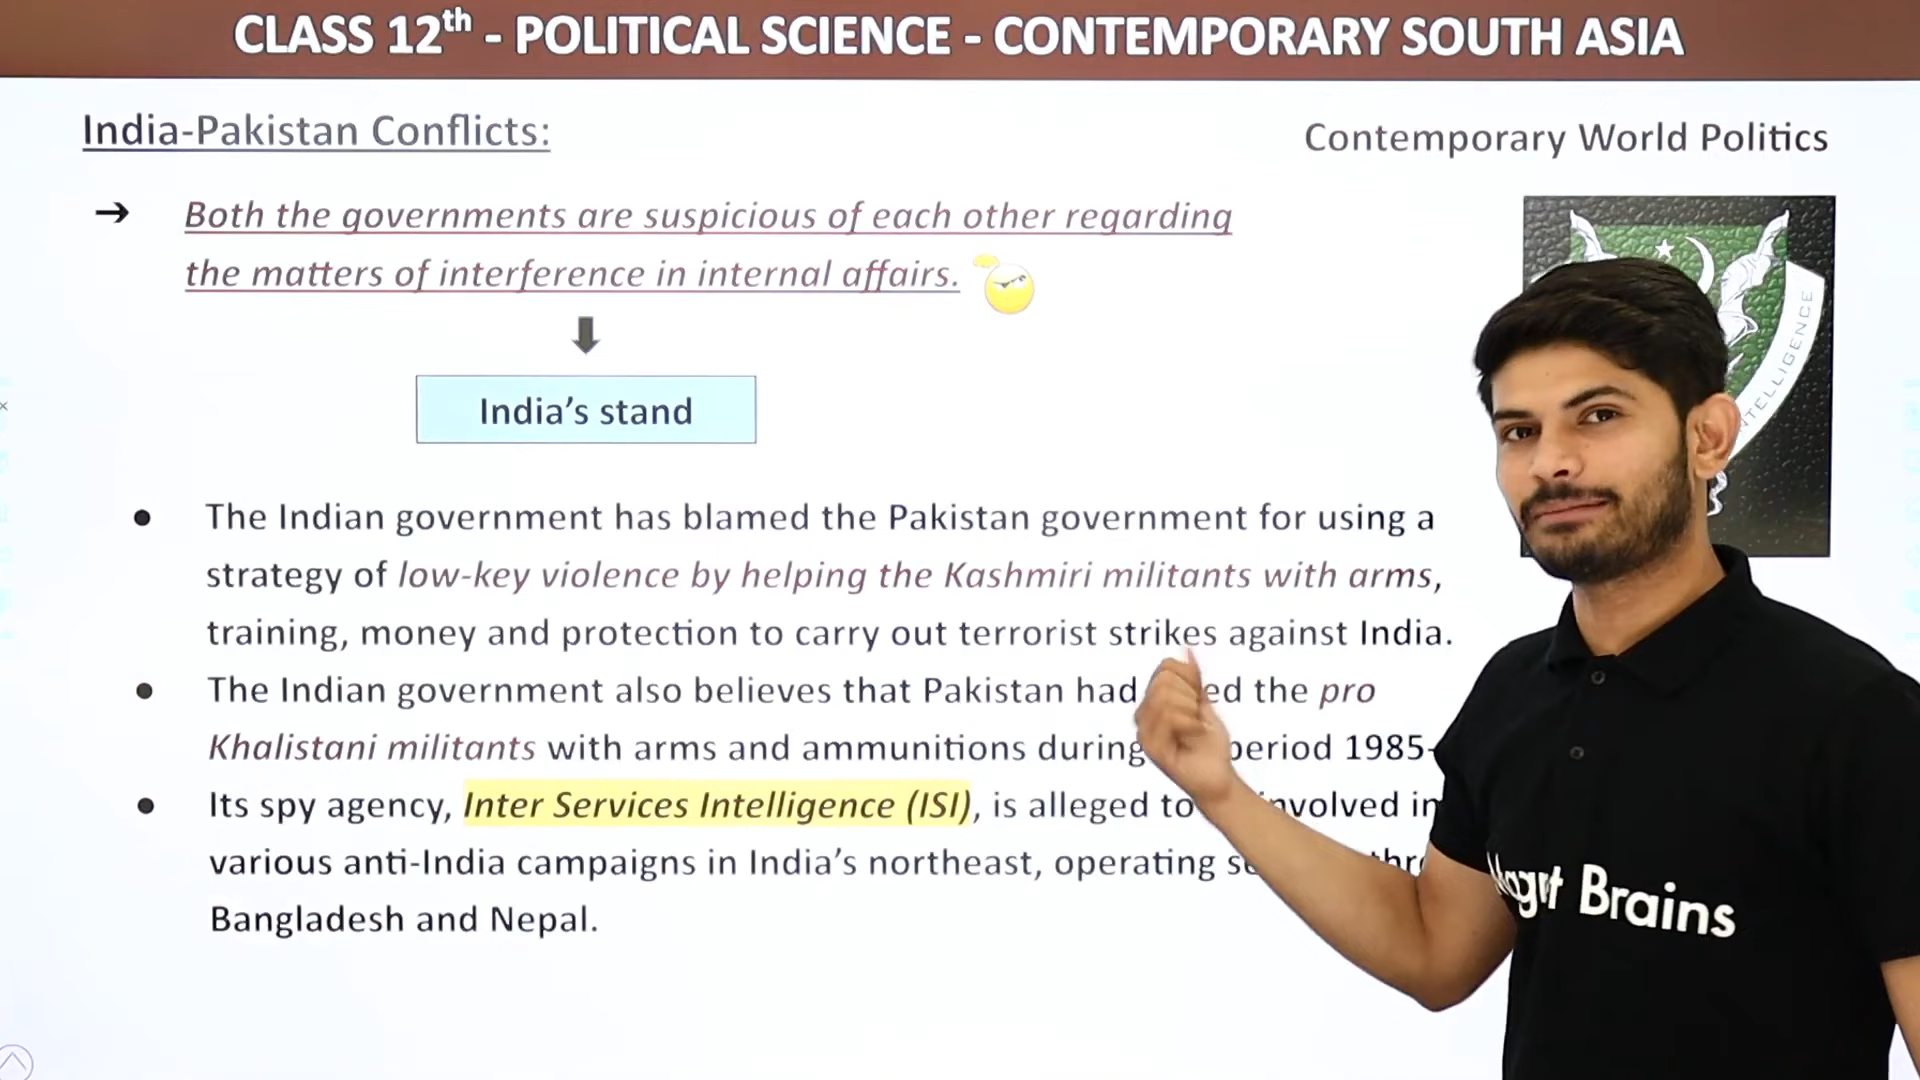 CLASS 12th - POLITICAL SCIENCE - CONTEMPORARY SOUTH ASIA
India-Pakistan Conflicts:
Contemporary World Politics
➔ Both the governments are suspicious of each other regarding
the matters of interference in internal affairs.
India’s stand
● The Indian government has blamed the Pakistan government for using a
strategy of low-key violence by helping the Kashmiri militants with arms,
training, money and protection to carry out terrorist strikes against India.
● The Indian government also believes that Pakistan had the pro
Khalistani militants with arms and ammunitions during period 1985-
● Its spy agency, Inter Services Intelligence (ISI), is alleged to involved in
various anti-India campaigns in India’s northeast, operating
Bangladesh and Nepal.
INTELLIGENCE
Brains